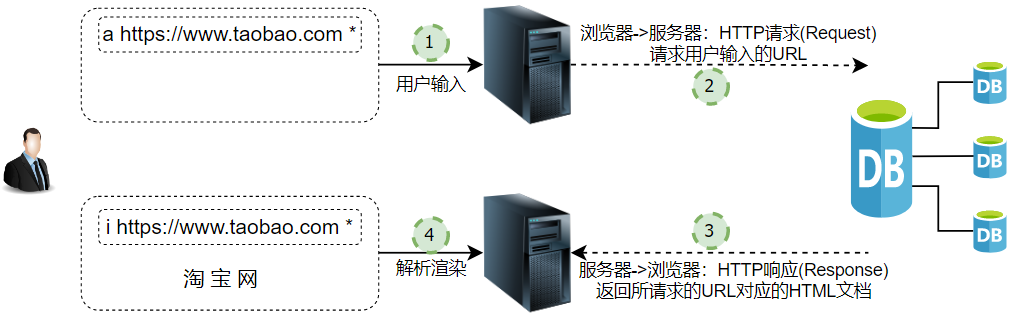 a https://www.taobao.com *
1
用户输入
浏览器->服务器：HTTP请求(Request)
请求用户输入的URL
2
DB
DB
DB
DB
i https://www.taobao.com *
淘宝网
4
解析渲染
3
服务器->浏览器：HTTP响应(Response)
返回所请求的URL对应的HTML文档